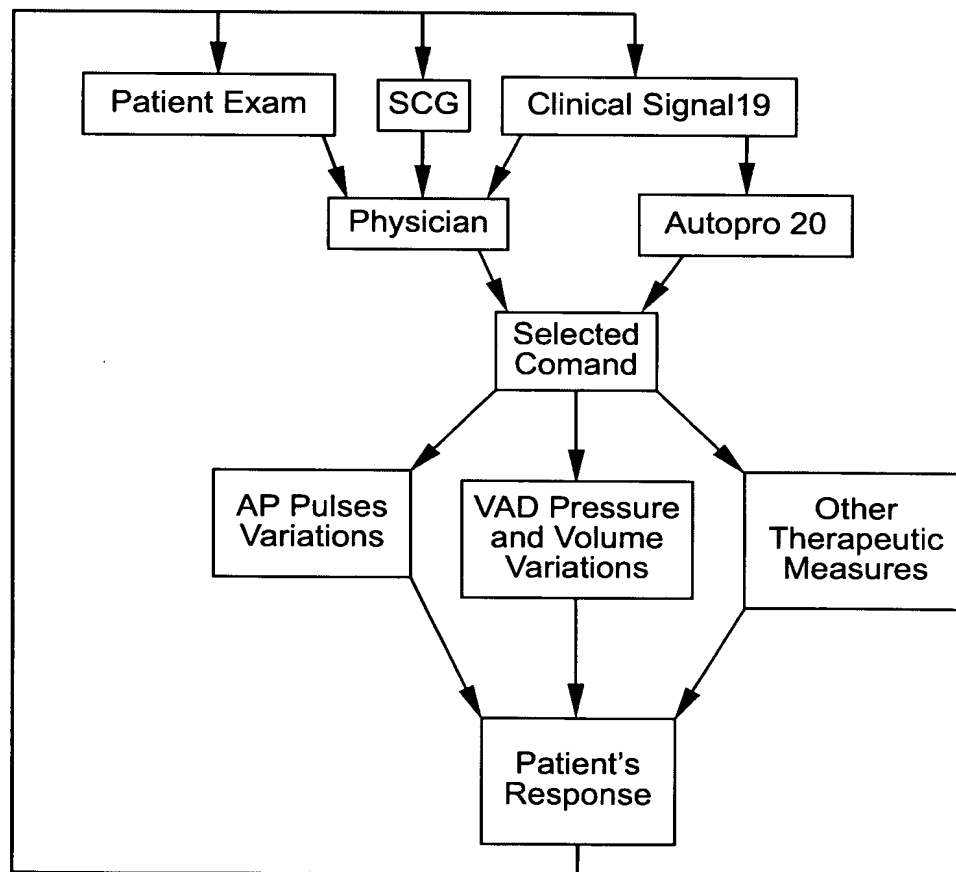 Patient Exam
SCG
Clinical Signal19
Physician
Autopro 20
Selected
Comand
AP Pulses
Variations
VAD Pressure
and Volume
Variations
Other
Therapeutic
Measures
Patient's
Response